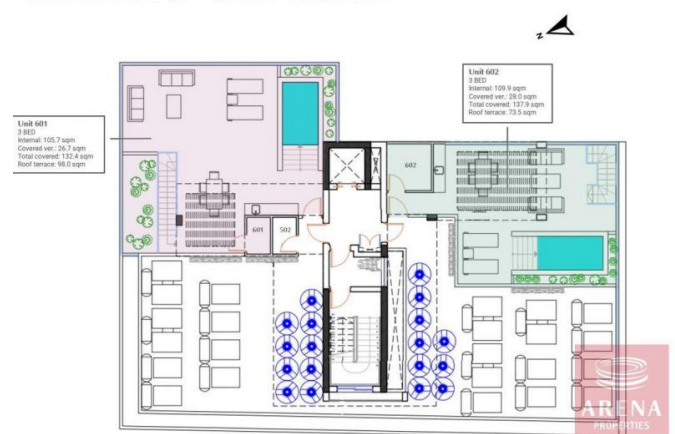 N
Unit 601
3 BED
Internal: 105.7 sqm
Covered ver.: 26.7 sqm
Total covered: 132.4 sqm
Roof terrace: 98.0 sqm
Unit 602
3 BED
Internal: 109.9 sqm
Covered ver.: 28.0 sqm
Total covered: 137.9 sqm
Roof terrace: 73.5 sqm
602
601
502
ARENA
PROPERTIES